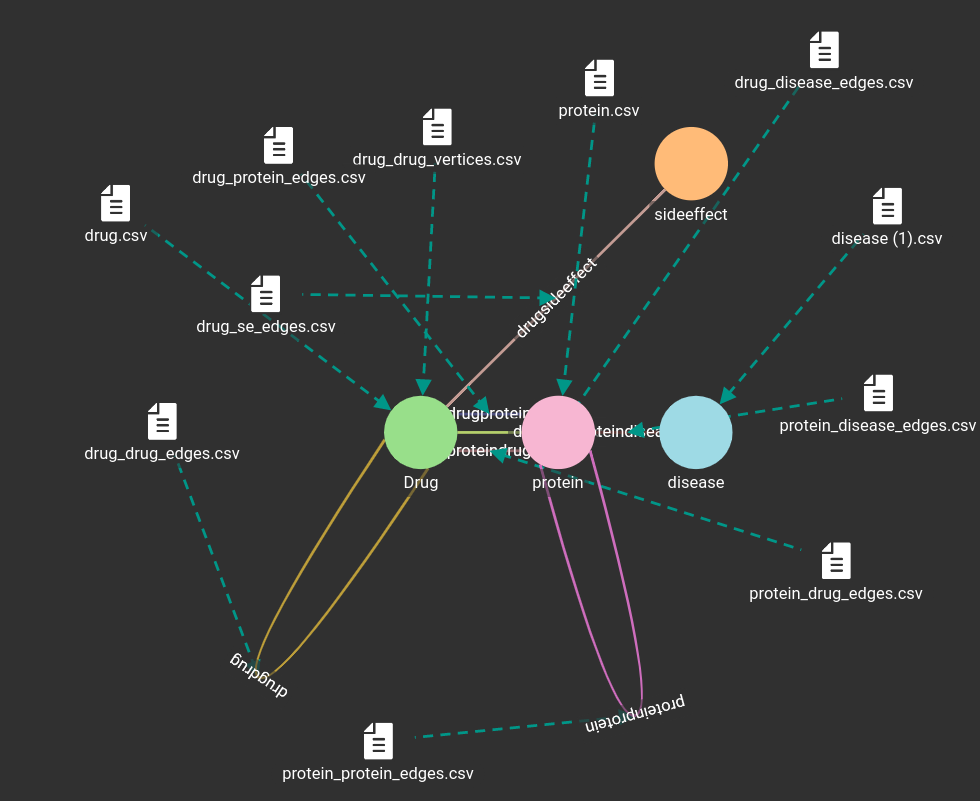 drug_disease_edges.csv
protein.csv
drug_drug_vertices.csv
drug_protein_edges.csv
sideeffect
drug.csv
disease (1).csv
drugsideeffect
drug_se_edges.csv
drugprotein
proteindrug
protein_disease_edges.csv
drug_drug_edges.csv
Drug
protein
disease
protein_drug_edges.csv
drugdrug
proteinprotein
protein_protein_edges.csv